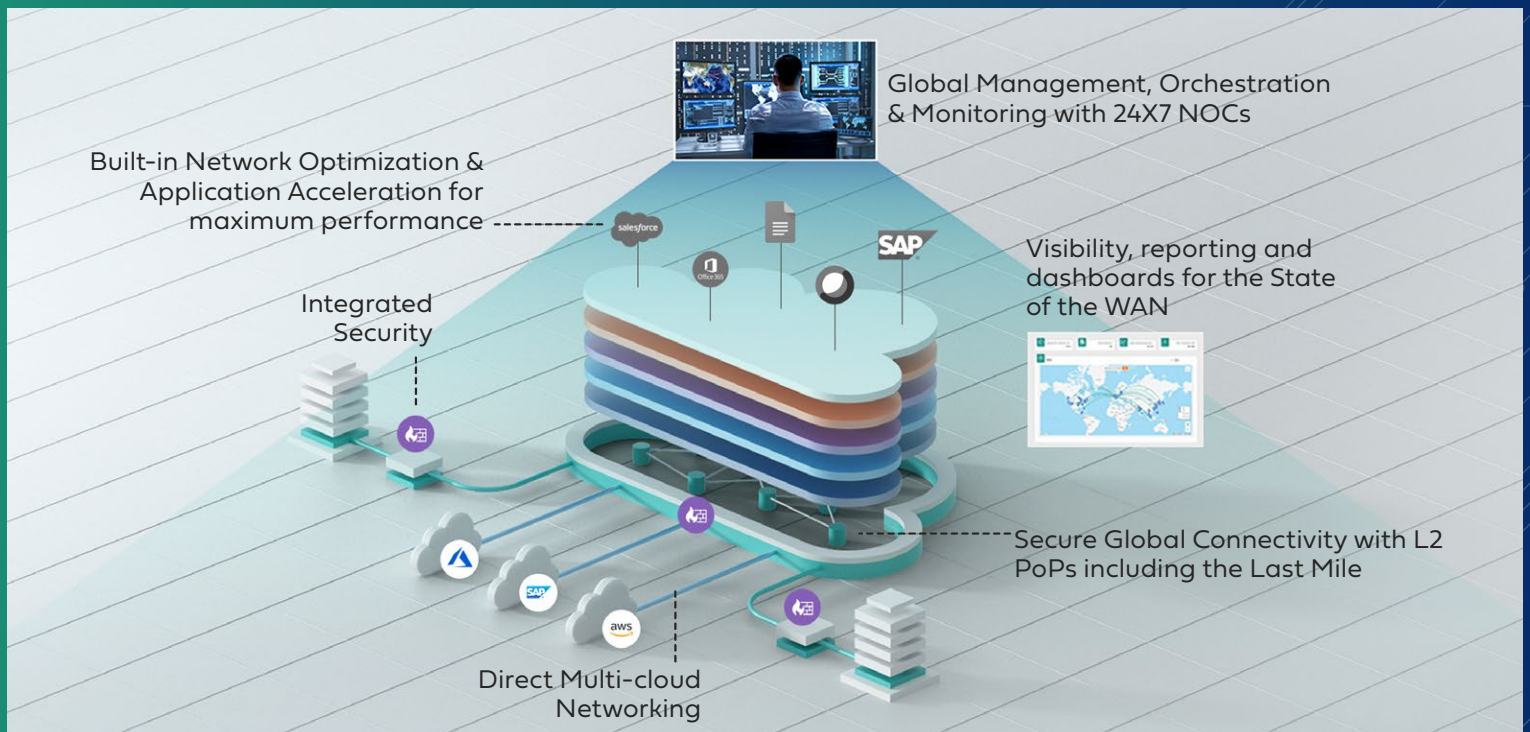 Global Management, Orchestration
& Monitoring with 24X7 NOCs
Built-in Network Optimization &
Application Acceleration for
maximum performance
salesforce
Office 365
SAP
Visibility, reporting and
dashboards for the State
of the WAN
Integrated
Security
Secure Global Connectivity with L2
PoPs including the Last Mile
SAP
aws
Direct Multi-cloud
Networking